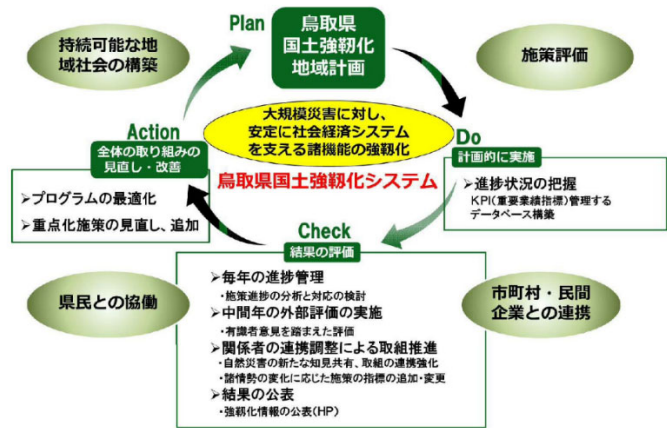 持続可能な地
域社会の構築
Plan
鳥取県
国土強靭化
地域計画
施策評価
大規模災害に対し、
安定に社会経済システム
を支える諸機能の強靭化
鳥取県国土強靭化システム
Do
計画的に実施
➢進捗状況の把握
KPI(重要業績指標)管理する
データベース構築
Action
全体の取り組みの
見直し・改善
➢プログラムの最適化
➢重点化施策の見直し、追加
Check
結果の評価
➢毎年の進捗管理
・施策進捗の分析と対応の検討
➢中間年の外部評価の実施
・有識者意見を踏まえた評価
➢関係者の連携調整による取組推進
・自然災害の新たな知見共有、取組の連携強化
・諸情勢の変化に応じた施策の指標の追加・変更
➢結果の公表
・強靭化情報の公表(HP)
県民との協働
市町村・民間
企業との連携